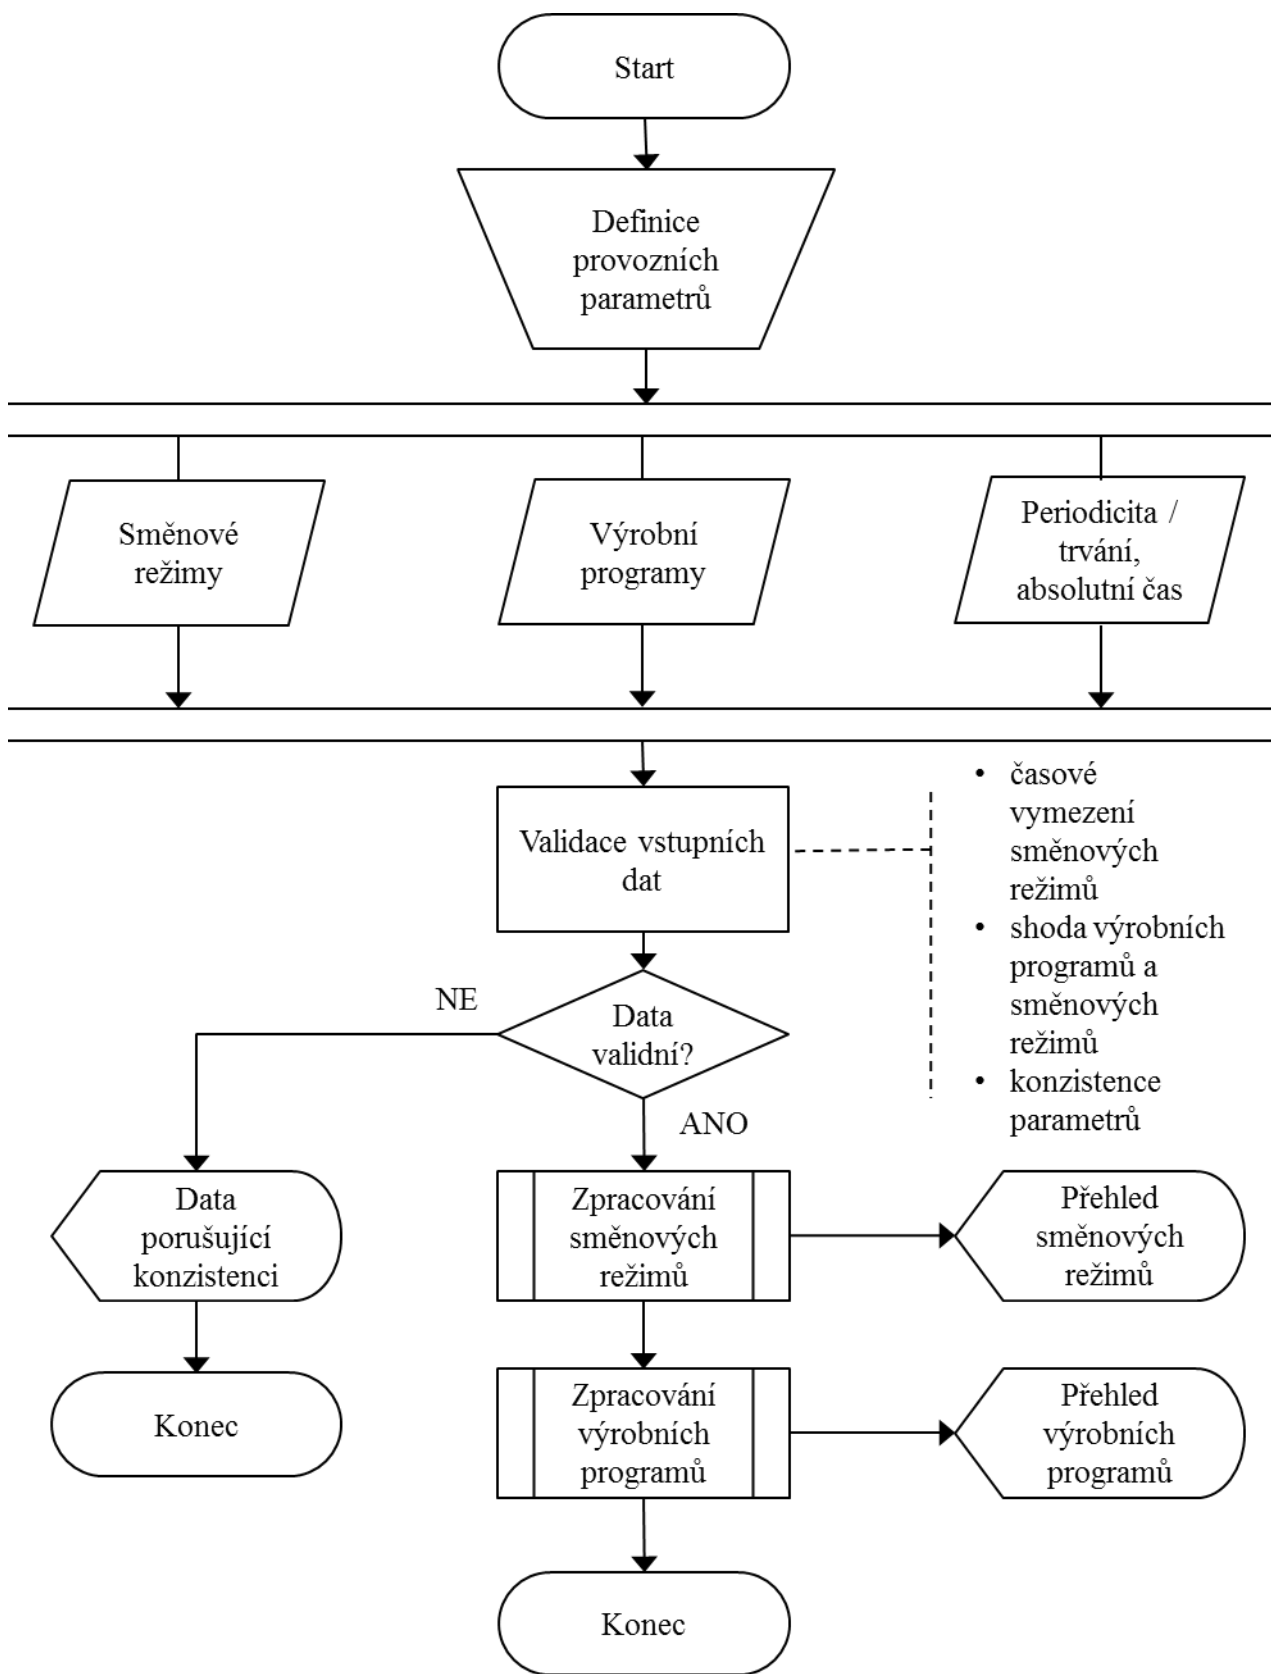 Start
Definice
provozních
parametrů
Směnové
režimy
Výrobní
programy
Periodicita /
trvání,
absolutní čas
Validace vstupních
dat
• časové
vymezení
směnových
režimů
• shoda výrobních
programů a
směnových
režimů
• konzistence
parametrů
NE
Data
validní?
ANO
Data
porušující
konzistenci
Zpracování
směnových
režimů
Přehled
směnových
režimů
Konec
Zpracování
výrobních
programů
Přehled
výrobních
programů
Konec